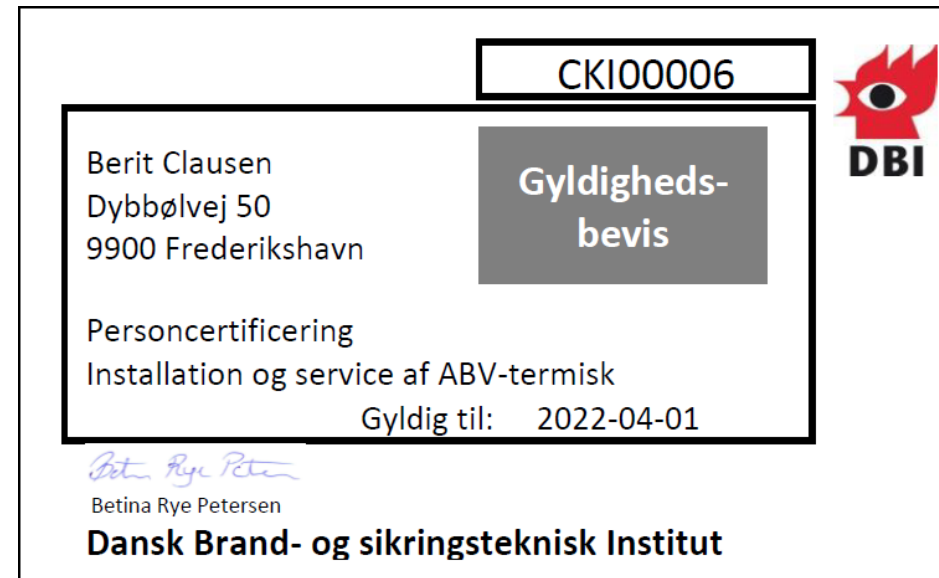 CKI00006
DBI
Berit Clausen
Dybbølvej 50
9900 Frederikshavn
Gyldigheds-
bevis
Personcertificering
Installation og service af ABV-termisk
Gyldig til: 2022-04-01
Betina Rye Petersen
Dansk Brand- og sikringsteknisk Institut